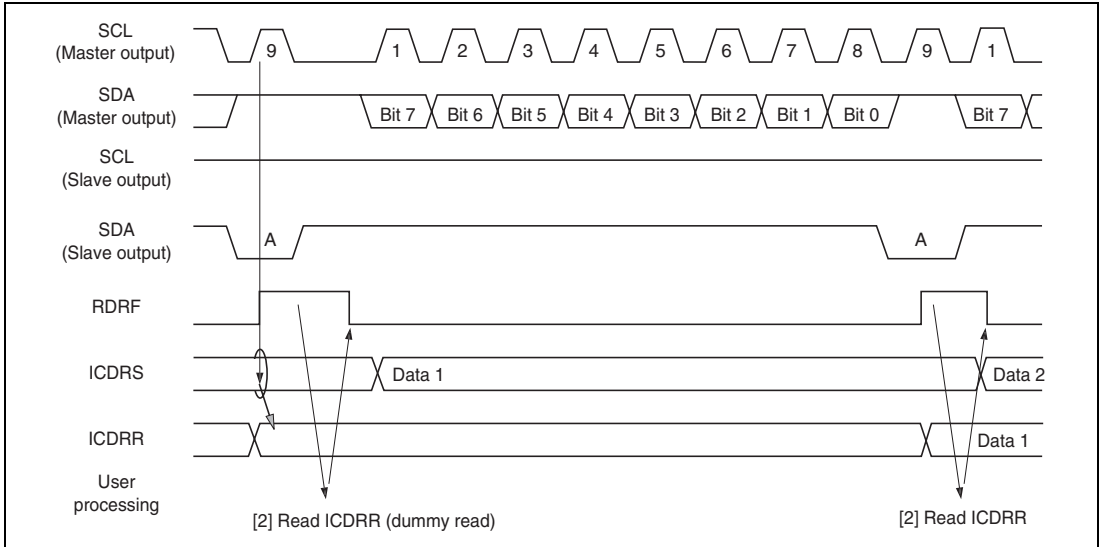 SCL
(Master output)
9 1 2 3 4 5 6 7 8 9 1
SDA
(Master output)
Bit 7 Bit 6 Bit 5 Bit 4 Bit 3 Bit 2 Bit 1 Bit 0 Bit 7
SCL
(Slave output)
SDA
(Slave output)
A A
RDRF
ICDRS
Data 1 Data 2
ICDRR
Data 1
User
processing
[2] Read ICDRR (dummy read) [2] Read ICDRR